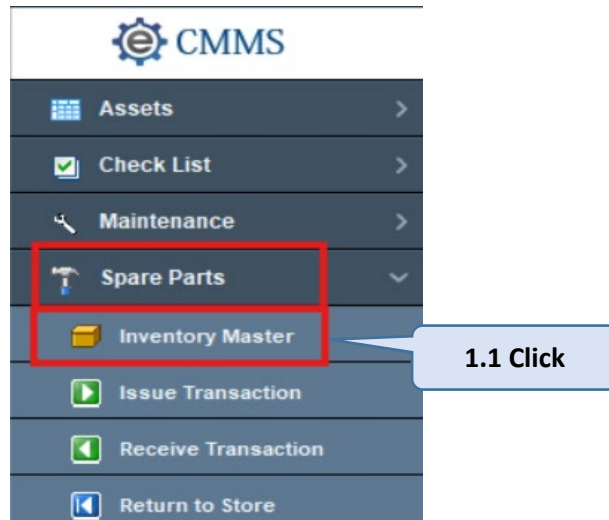 e CMMS
Assets
Check List
Maintenance
Spare Parts
Inventory Master
1.1 Click
Issue Transaction
Receive Transaction
Return to Store